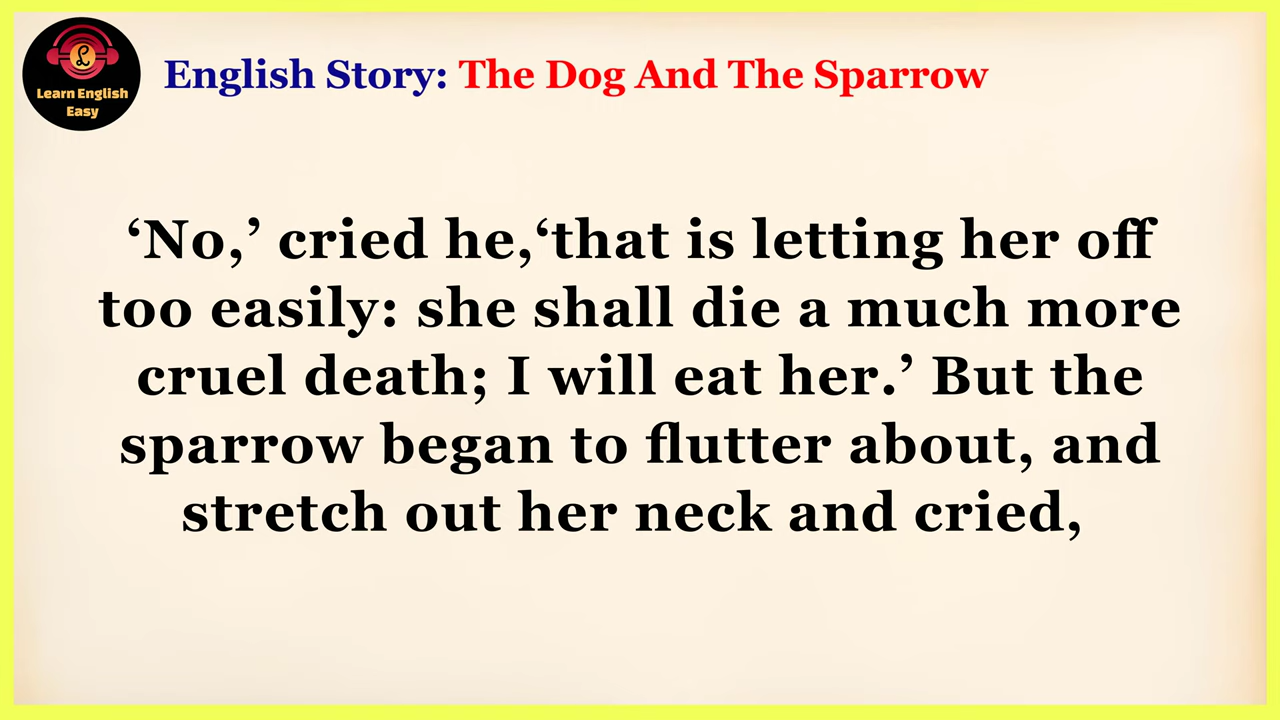 Learn English
Easy
English Story: The Dog And The Sparrow
‘No,’ cried he,‘that is letting her off
too easily: she shall die a much more
cruel death; I will eat her.’ But the
sparrow began to flutter about, and
stretch out her neck and cried,